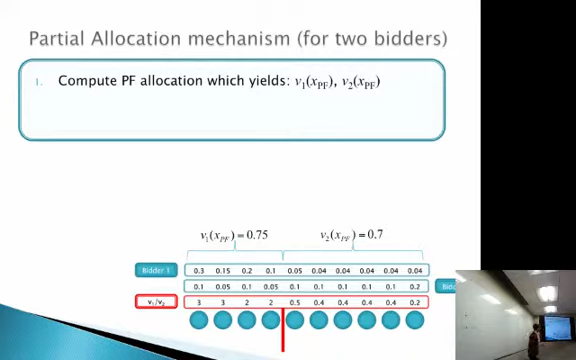 Partial Allocation mechanism (for two bidders)
1. Compute PF allocation which yields: v₁(x_PF), v₂(x_PF)
v₁(x_PF) = 0.75 v₂(x_PF) = 0.7
Bidder 1 0.3 0.15 0.2 0.1 0.05 0.04 0.04 0.04 0.04 0.04
0.1 0.05 0.1 0.05 0.1 0.1 0.1 0.1 0.1 0.2
v₁/v₂ 3 3 2 2 0.5 0.4 0.4 0.4 0.4 0.2